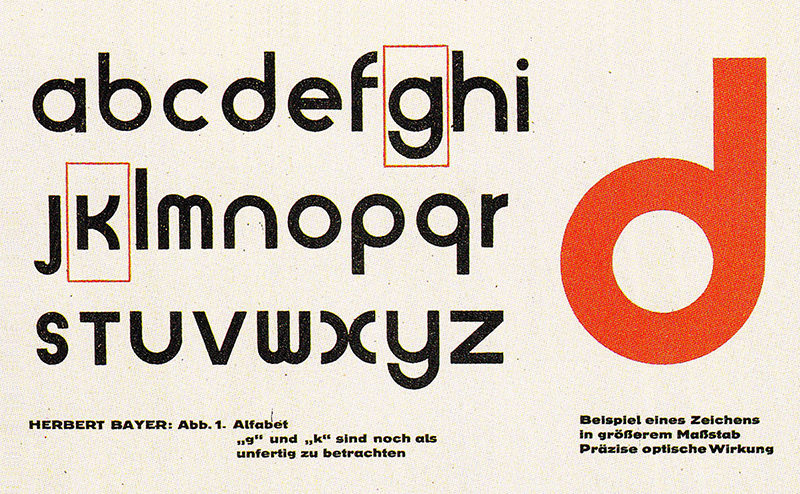 abcdefghi
jklmnopqr
sTUVWXYZ
d
HERBERT BAYER: Abb. 1. Alfabet
„g“ und „k“ sind noch als
unfertig zu betrachten
Beispiel eines Zeichens
in größerem Maßstab
Präzise optische Wirkung